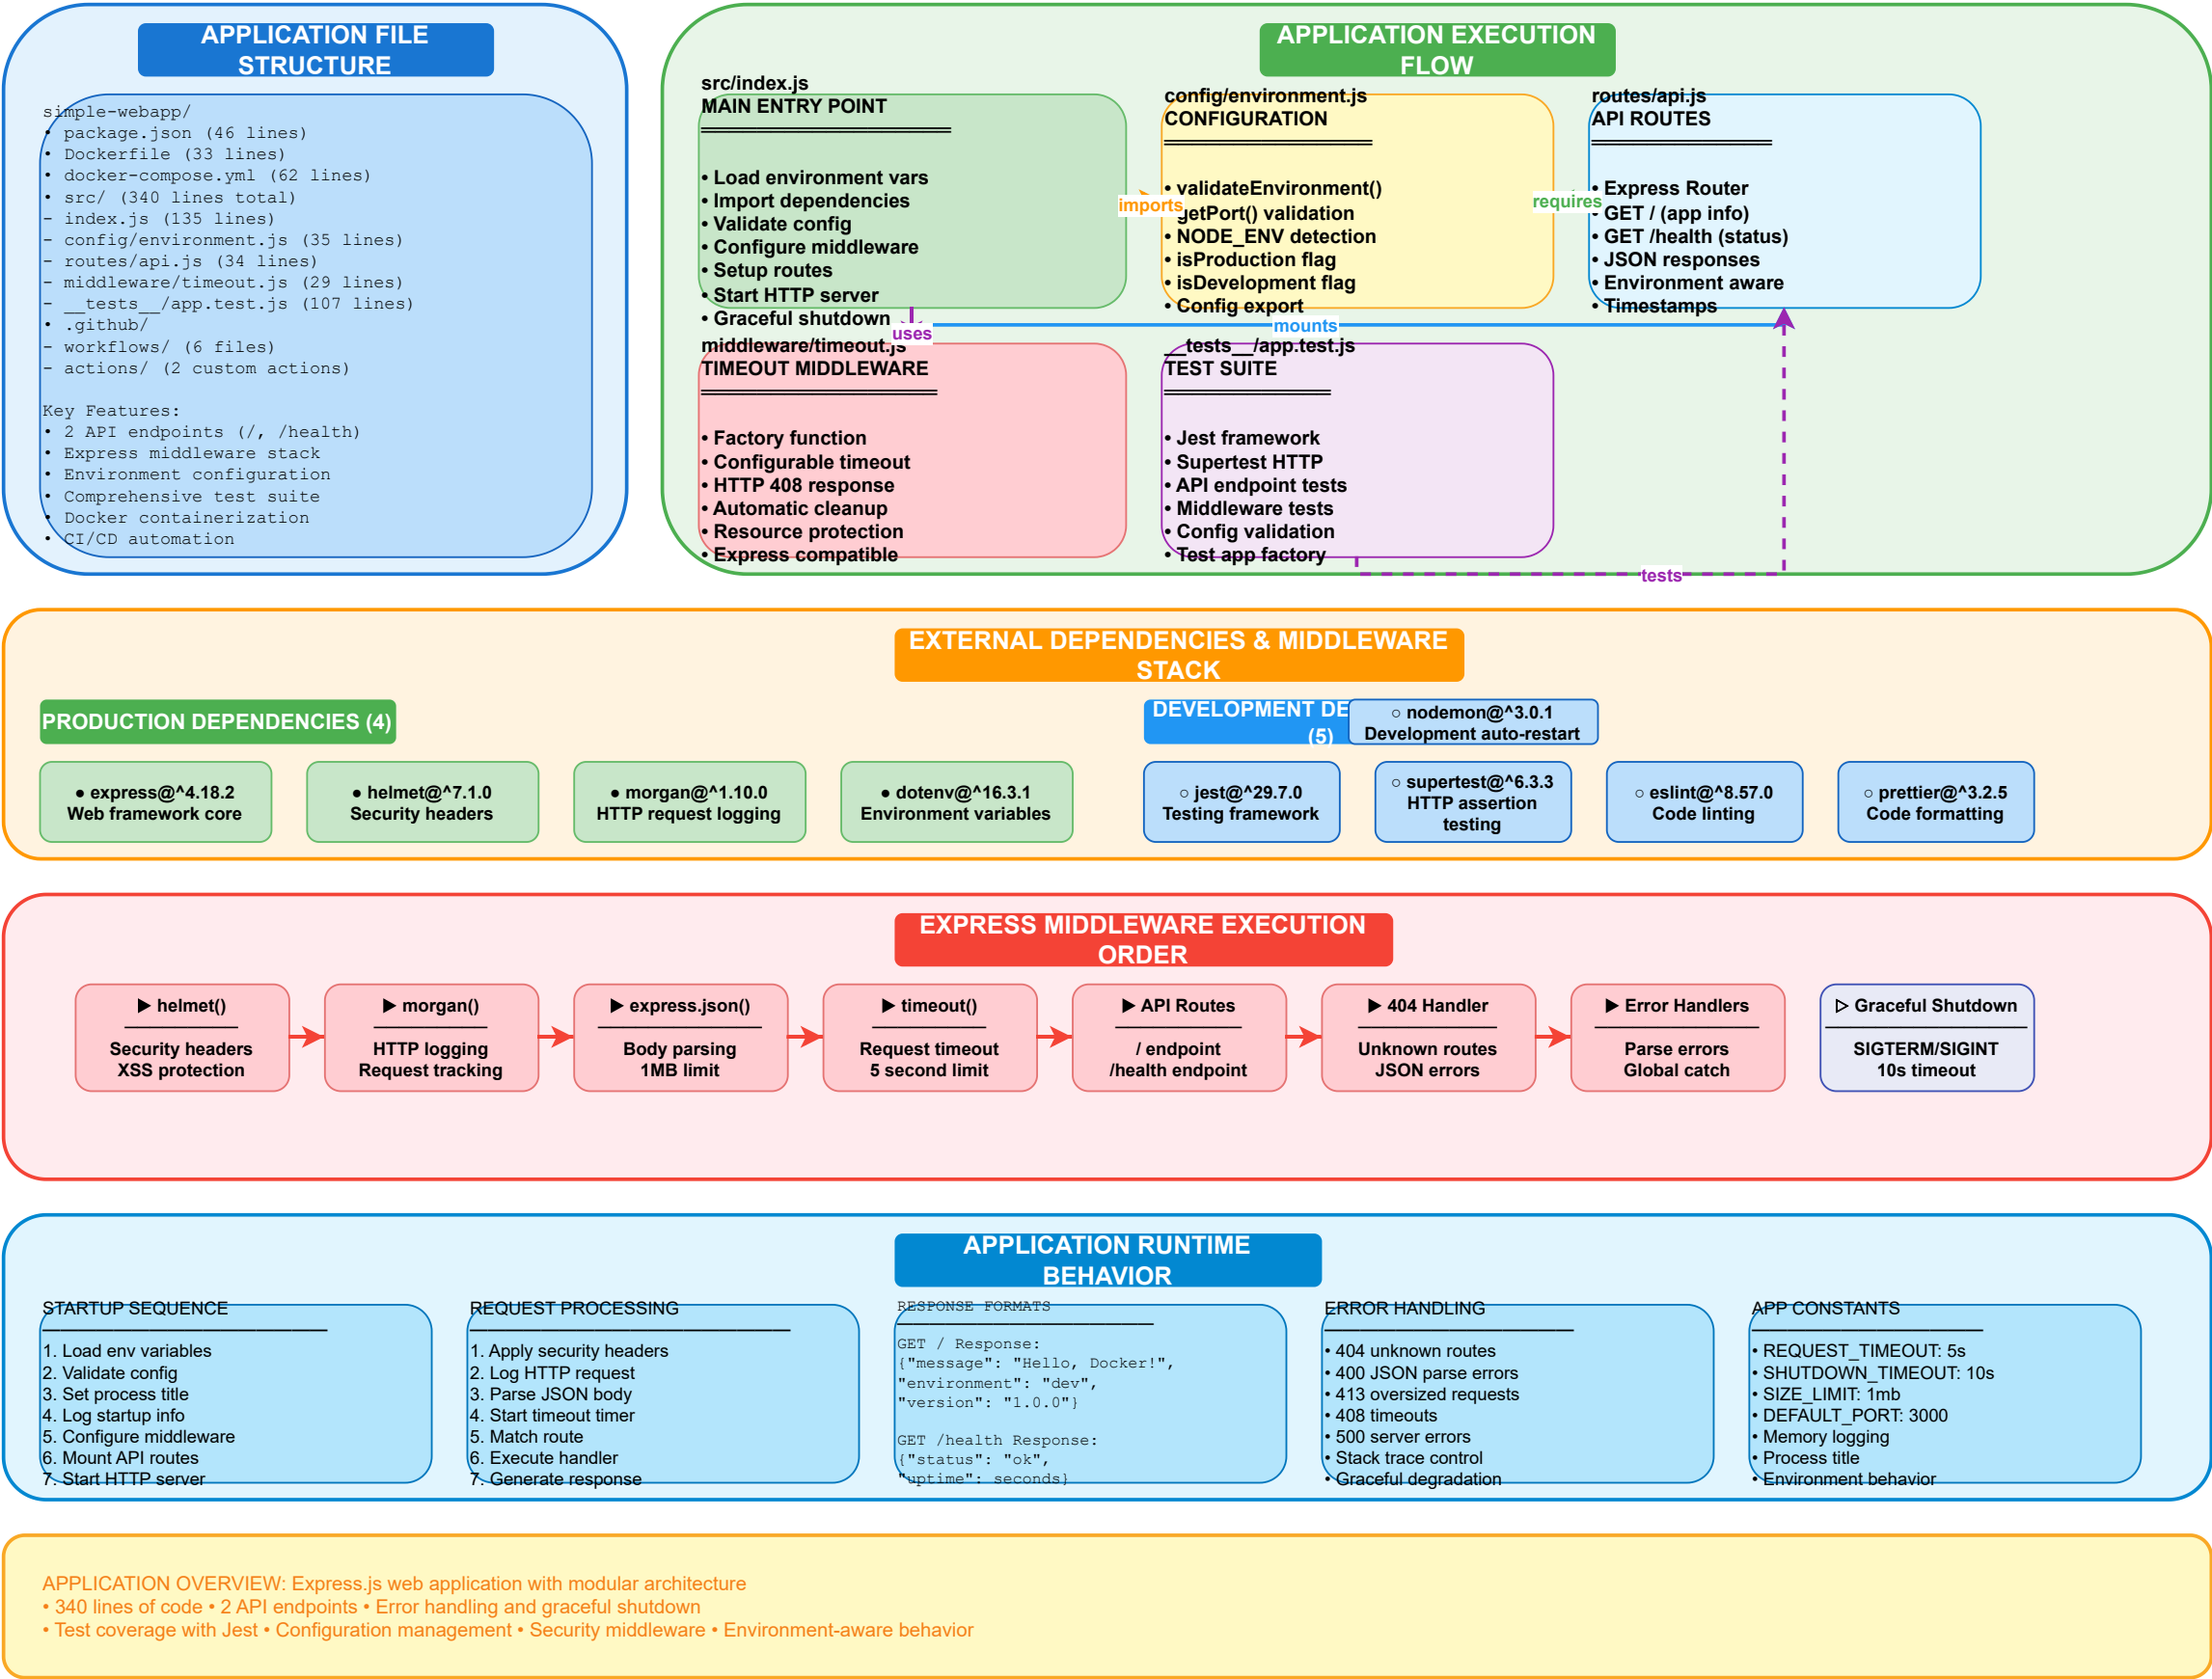 APPLICATION FILE
STRUCTURE
simple-webapp/
• package.json (46 lines)
• Dockerfile (33 lines)
• docker-compose.yml (62 lines)
• src/ (340 lines total)
- index.js (135 lines)
- config/environment.js (35 lines)
- routes/api.js (34 lines)
- middleware/timeout.js (29 lines)
- __tests__/app.test.js (107 lines)
• .github/
- workflows/ (6 files)
- actions/ (2 custom actions)
Key Features:
• 2 API endpoints (/, /health)
• Express middleware stack
• Environment configuration
• Comprehensive test suite
• Docker containerization
• CI/CD automation
APPLICATION EXECUTION
FLOW
src/index.js
MAIN ENTRY POINT
• Load environment vars
• Import dependencies
• Validate config
• Configure middleware
• Setup routes
• Start HTTP server
• Graceful shutdown
imports
config/environment.js
CONFIGURATION
• validateEnvironment()
getPort() validation
• NODE_ENV detection
• isProduction flag
• isDevelopment flag
• Config export
requires
routes/api.js
API ROUTES
• Express Router
• GET / (app info)
• GET /health (status)
• JSON responses
• Environment aware
• Timestamps
uses
mounts
middleware/timeout.js
TIMEOUT MIDDLEWARE
• Factory function
• Configurable timeout
• HTTP 408 response
• Automatic cleanup
• Resource protection
• Express compatible
__tests__/app.test.js
TEST SUITE
• Jest framework
• Supertest HTTP
• API endpoint tests
• Middleware tests
• Config validation
• Test app factory
tests
EXTERNAL DEPENDENCIES & MIDDLEWARE
STACK
PRODUCTION DEPENDENCIES (4)
● express@^4.18.2
Web framework core
● helmet@^7.1.0
Security headers
● morgan@^1.10.0
HTTP request logging
● dotenv@^16.3.1
Environment variables
DEVELOPMENT DE
(5)
○ nodemon@^3.0.1
Development auto-restart
○ jest@^29.7.0
Testing framework
○ supertest@^6.3.3
HTTP assertion
testing
○ eslint@^8.57.0
Code linting
○ prettier@^3.2.5
Code formatting
EXPRESS MIDDLEWARE EXECUTION
ORDER
▶ helmet()
Security headers
XSS protection
▶ morgan()
HTTP logging
Request tracking
▶ express.json()
Body parsing
1MB limit
▶ timeout()
Request timeout
5 second limit
▶ API Routes
/ endpoint
/health endpoint
▶ 404 Handler
Unknown routes
JSON errors
▶ Error Handlers
Parse errors
Global catch
▷ Graceful Shutdown
SIGTERM/SIGINT
10s timeout
APPLICATION RUNTIME
BEHAVIOR
STARTUP SEQUENCE
1. Load env variables
2. Validate config
3. Set process title
4. Log startup info
5. Configure middleware
6. Mount API routes
7. Start HTTP server
REQUEST PROCESSING
1. Apply security headers
2. Log HTTP request
3. Parse JSON body
4. Start timeout timer
5. Match route
6. Execute handler
7. Generate response
RESPONSE FORMATS
GET / Response:
{"message": "Hello, Docker!",
"environment": "dev",
"version": "1.0.0"}
GET /health Response:
{"status": "ok",
"uptime": seconds}
ERROR HANDLING
• 404 unknown routes
• 400 JSON parse errors
• 413 oversized requests
• 408 timeouts
• 500 server errors
• Stack trace control
• Graceful degradation
APP CONSTANTS
• REQUEST_TIMEOUT: 5s
• SHUTDOWN_TIMEOUT: 10s
• SIZE_LIMIT: 1mb
• DEFAULT_PORT: 3000
• Memory logging
• Process title
• Environment behavior
APPLICATION OVERVIEW: Express.js web application with modular architecture
• 340 lines of code • 2 API endpoints • Error handling and graceful shutdown
• Test coverage with Jest • Configuration management • Security middleware • Environment-aware behavior